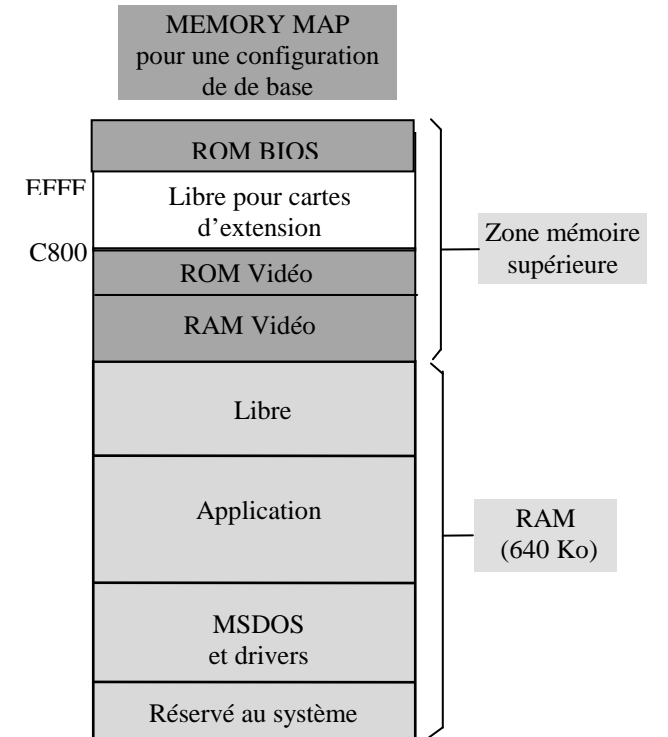 MEMORY MAP
pour une configuration
de de base
ROM BIOS
EFFF
Libre pour cartes
d’extension
C800
ROM Vidéo
RAM Vidéo
Zone mémoire
supérieure
Libre
Application
RAM
(640 Ko)
MSDOS
et drivers
Réservé au système